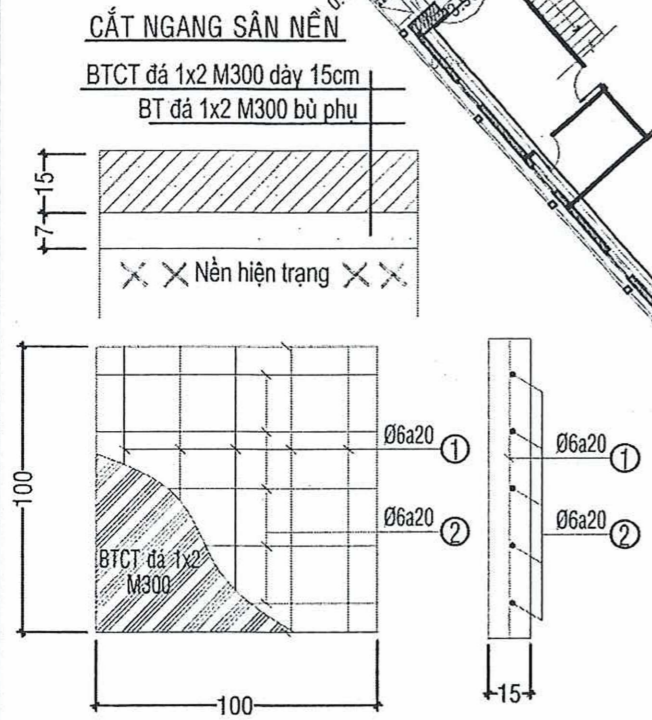 CẮT NGANG SÂN NỀN
BTCT đá 1x2 M300 dày 15cm
BT đá 1x2 M300 bù phụ
15
7
Nền hiện trạng
100
Ø6a20 1
Ø6a20 2
BTCT đá 1x2
M300
100
Ø6a20 1
Ø6a20 2
15